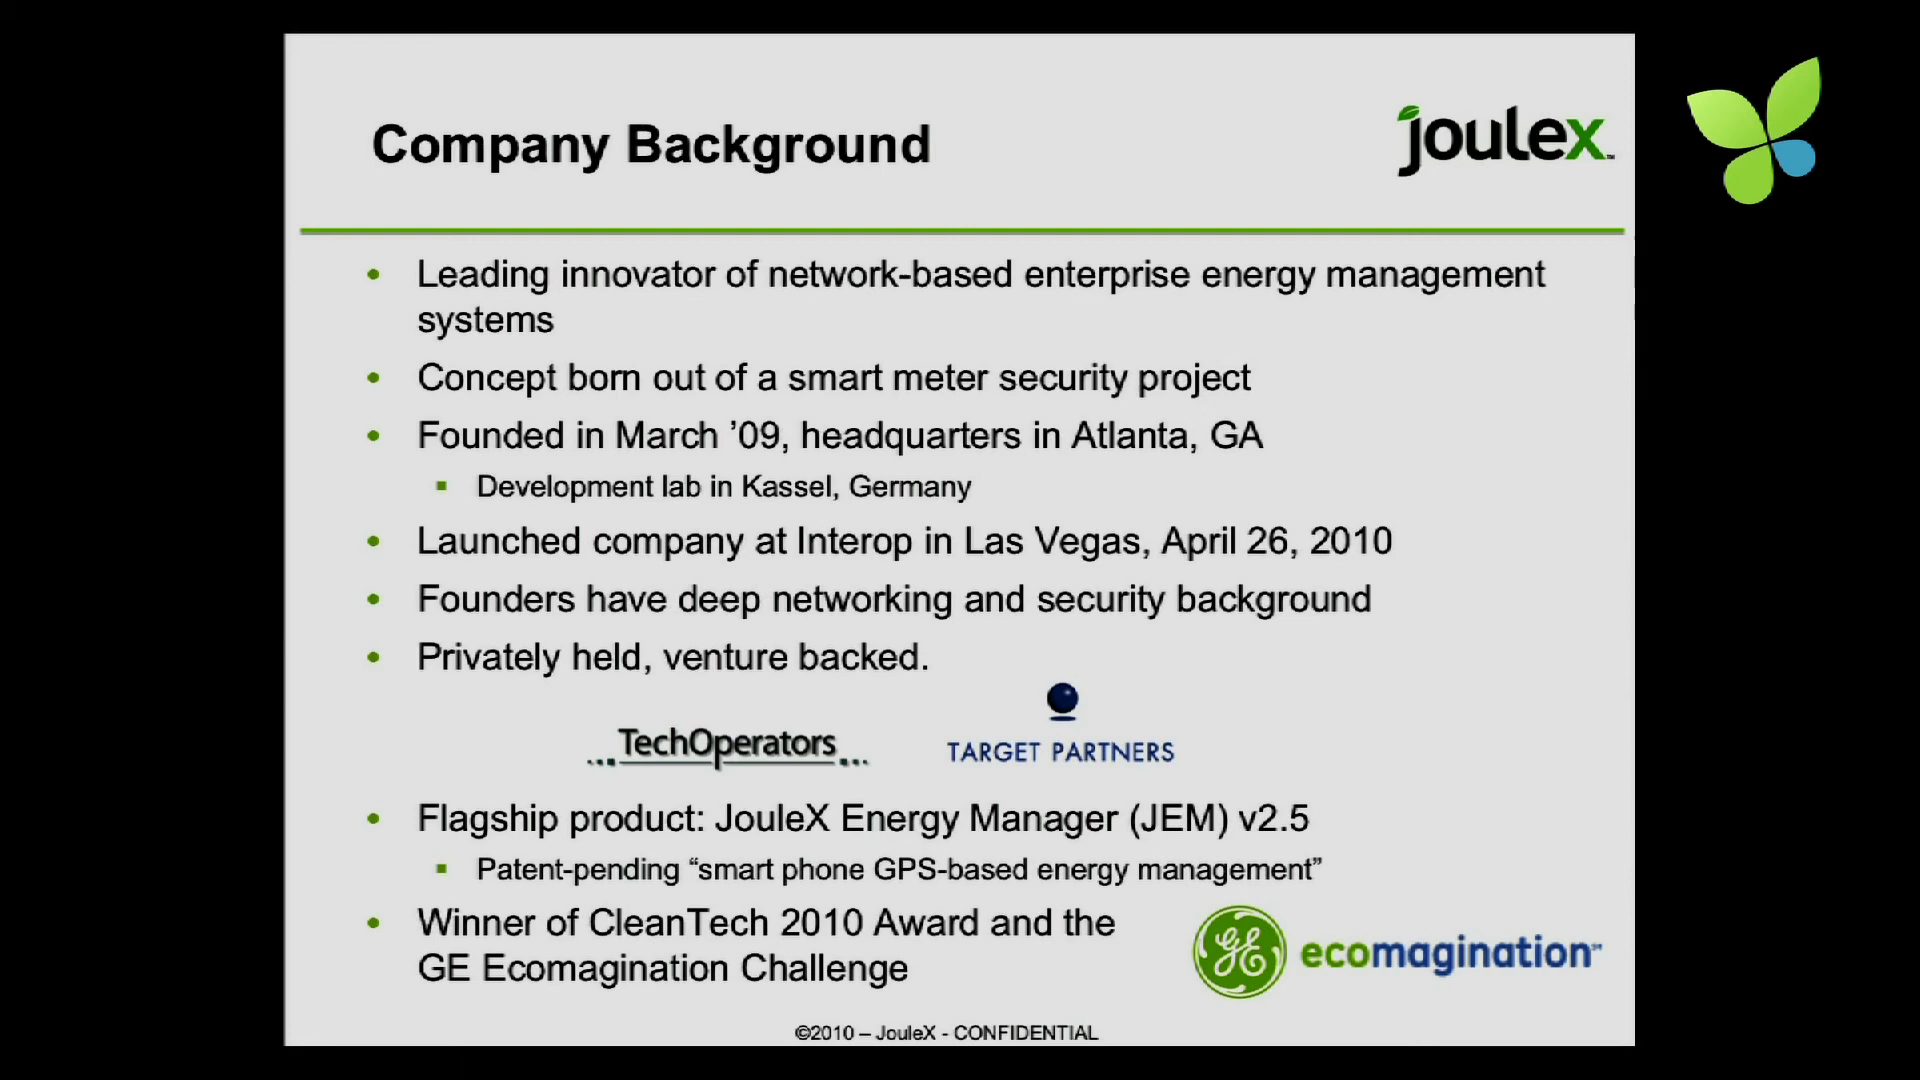 Company Background
joulex™
• Leading innovator of network-based enterprise energy management
systems
• Concept born out of a smart meter security project
• Founded in March ’09, headquarters in Atlanta, GA
▪ Development lab in Kassel, Germany
• Launched company at Interop in Las Vegas, April 26, 2010
• Founders have deep networking and security background
• Privately held, venture backed.
...TechOperators...
TARGET PARTNERS
• Flagship product: JouleX Energy Manager (JEM) v2.5
▪ Patent-pending “smart phone GPS-based energy management”
• Winner of CleanTech 2010 Award and the
GE Ecomagination Challenge
GE ecomagination℠
©2010 – JouleX - CONFIDENTIAL